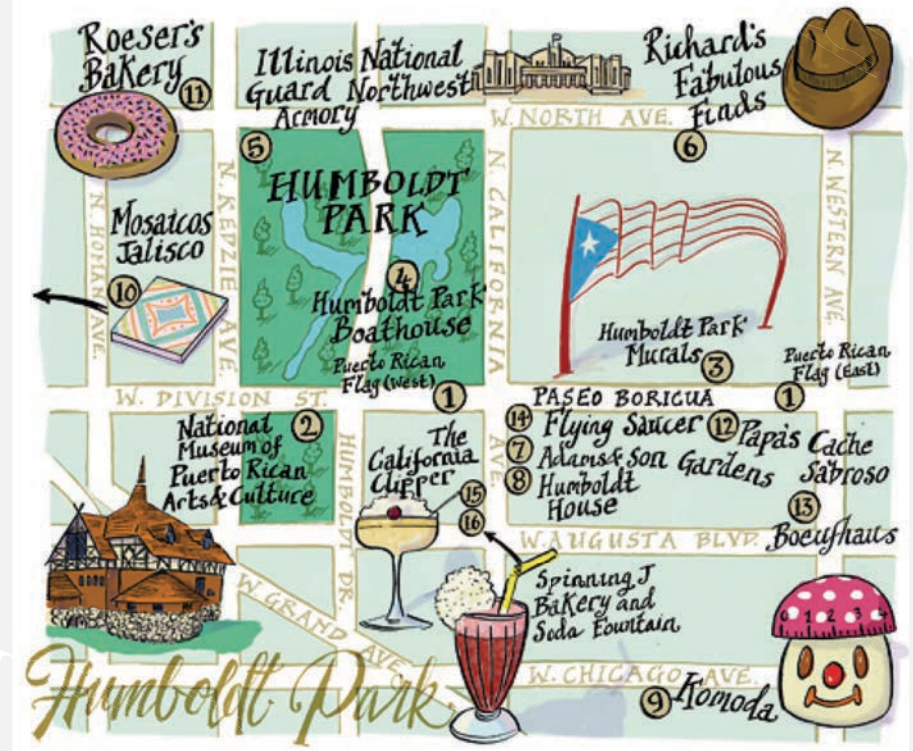 Roeser's
Bakery
11
Illinois National
Guard Northwest
Armory
Richard's
Fabulous
Finds
W. NORTH AVE.
5
6
HUMBOLDT
PARK
N. HOMAN AVE.
N. KEDZIE AVE.
N. CALIFORNIA AVE.
N. WESTERN AVE.
Mosaicos
Jalisco
10
4
Humboldt Park
Boathouse
Puerto Rican
Flag (West)
1
Humboldt Park
Murals 3
Puerto Rican
Flag (East)
1
W. DIVISION ST.
PASEO BORICUA
National
Museum of
Puerto Rican
Arts & Culture
2
HUMBOLDT DR.
The
California
Clipper
15
16
14 Flying Saucer
7 Adams & Son Gardens
8 Humboldt
House
12 Papa's Cache
Sabroso
13
Boeufhaus
W. AUGUSTA BLVD.
W. GRAND AVE.
Spinning J
Bakery and
Soda Fountain
0 1 2 3 4
W. CHICAGO AVE.
9 Komoda
Humboldt Park